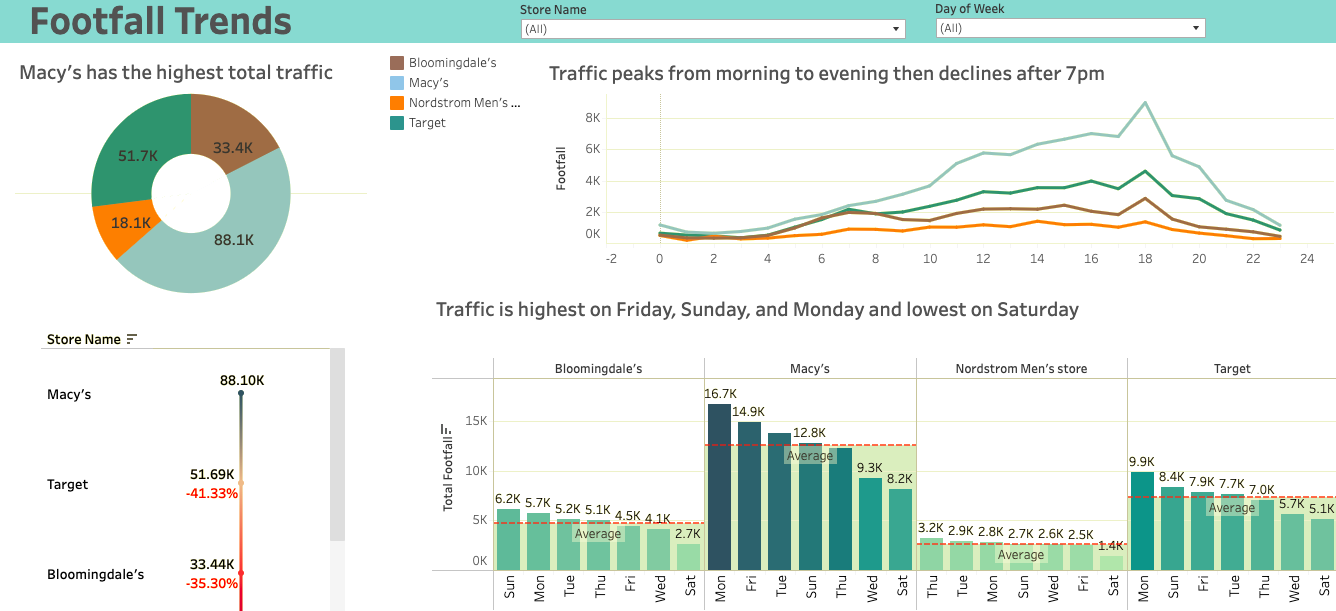 Footfall Trends
Store Name
(All)
Day of Week
(All)
Macy's has the highest total traffic
51.7K
33.4K
18.1K
88.1K
Bloomingdale's
Macy's
Nordstrom Men's ...
Target
Traffic peaks from morning to evening then declines after 7pm
Footfall
8K
6K
4K
2K
0K
-2 0 2 4 6 8 10 12 14 16 18 20 22 24
Store Name
Macy's
88.10K
Target
51.69K
-41.33%
Bloomingdale's
33.44K
-35.30%
Traffic is highest on Friday, Sunday, and Monday and lowest on Saturday
Bloomingdale's Macy's Nordstrom Men's store Target
Total Footfall
15K
10K
5K
0K
6.2K 5.7K 5.2K 5.1K 4.5K 4.1K 2.7K
Average
16.7K 14.9K 12.8K 9.3K 8.2K
Average
3.2K 2.9K 2.8K 2.7K 2.6K 2.5K 1.4K
Average
9.9K 8.4K 7.9K 7.7K 7.0K 5.7K 5.1K
Average
Sun Mon Tue Thu Fri Wed Sat
Mon Fri Tue Sun Thu Wed Sat
Thu Tue Mon Sun Wed Fri Sat
Mon Sun Fri Tue Thu Wed Sat